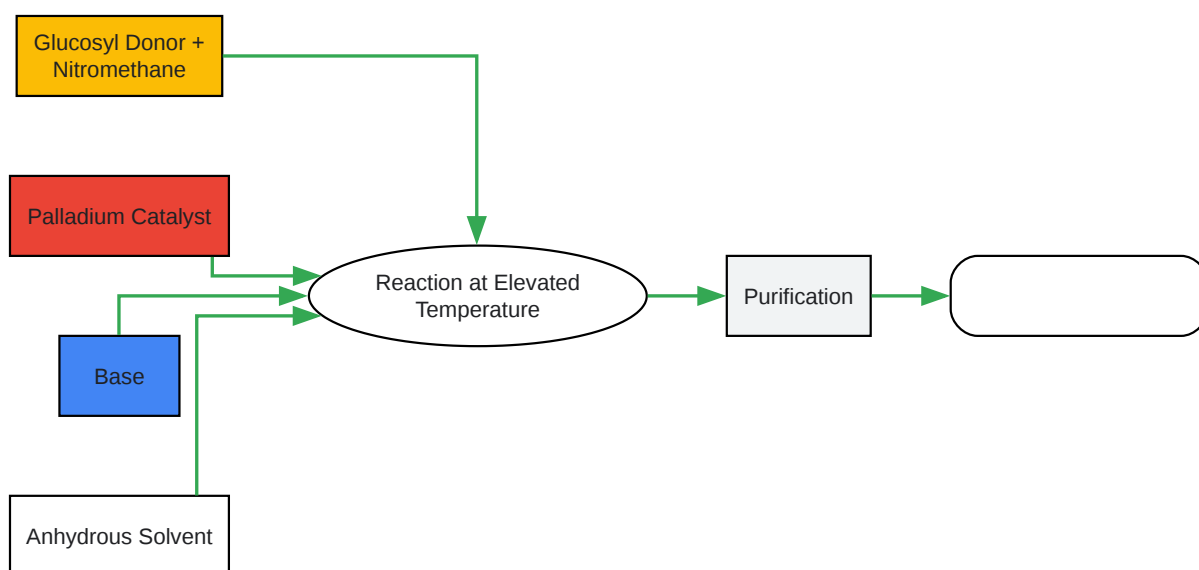 Glucosyl Donor +
Nitromethane
Palladium Catalyst
Reaction at Elevated
Temperature
Purification
Base
Anhydrous Solvent